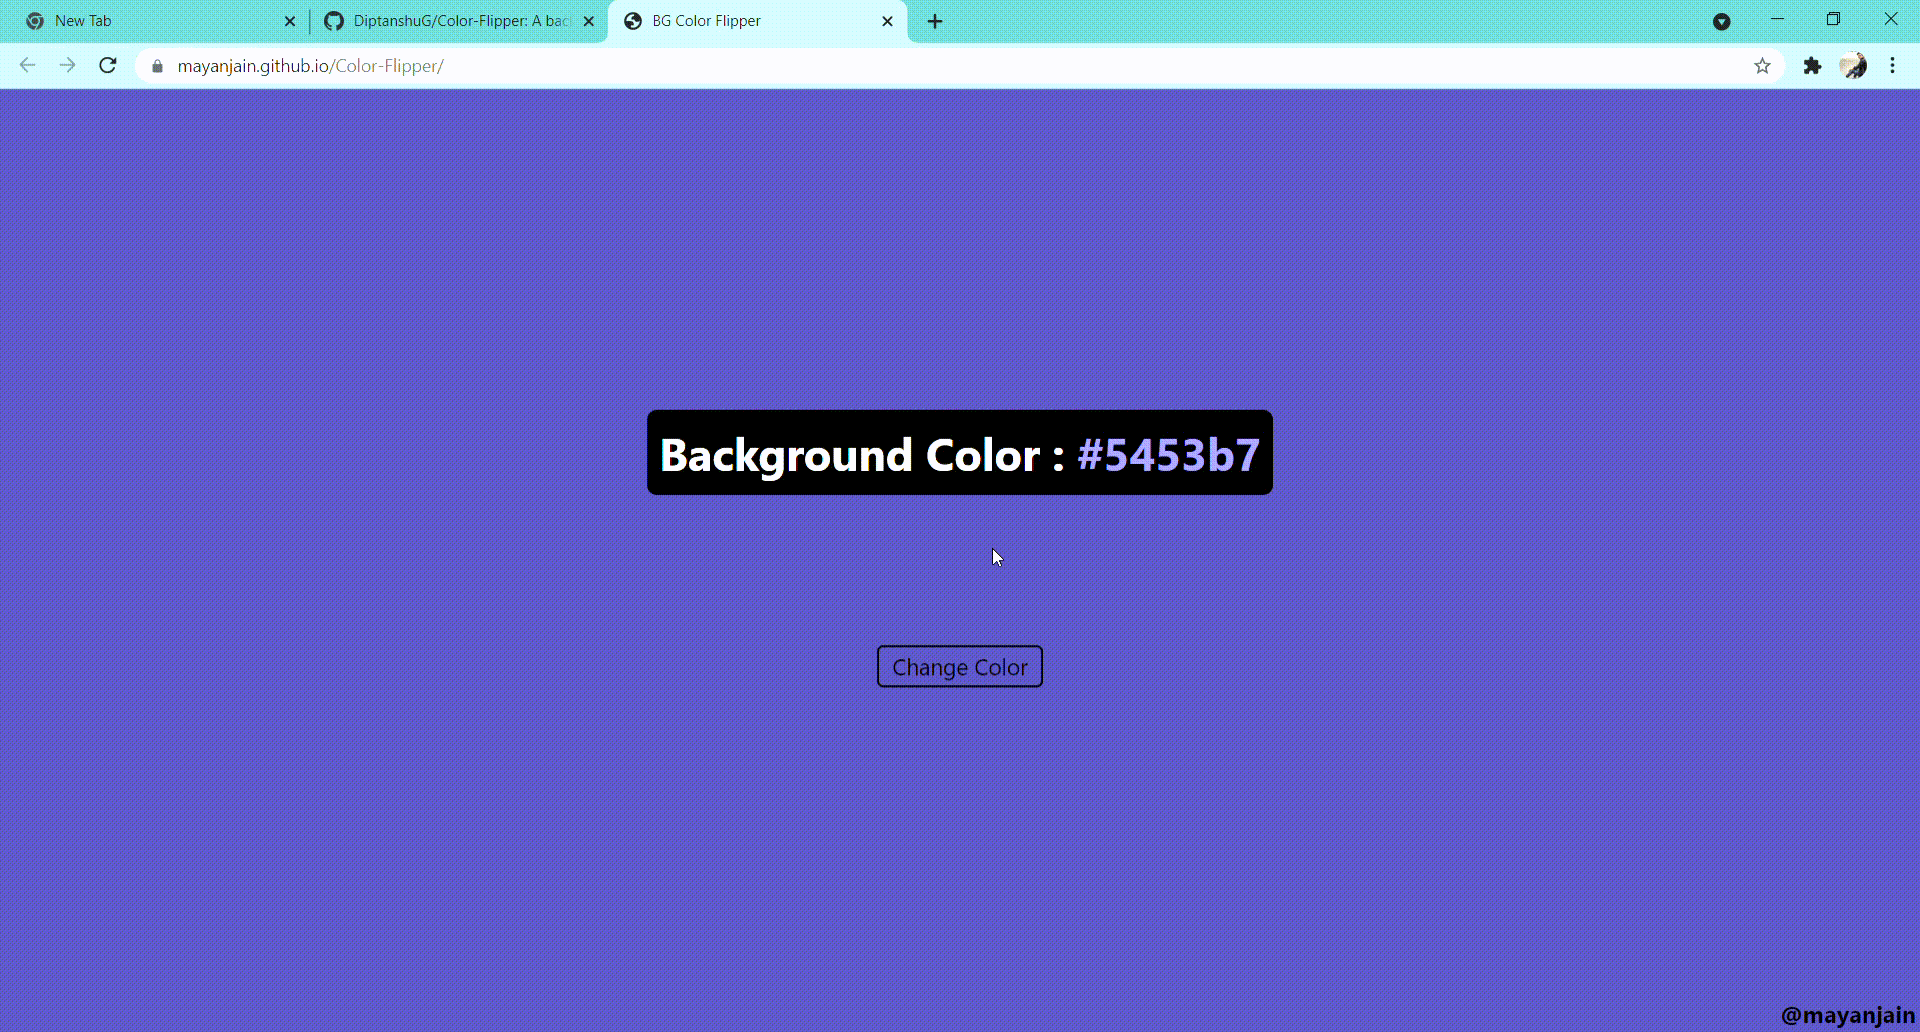 New Tab
DiptanshuG/Color-Flipper: A bac
BG Color Flipper
mayanjain.github.io/Color-Flipper/
Background Color : #5453b7
Change Color
@mayanjain